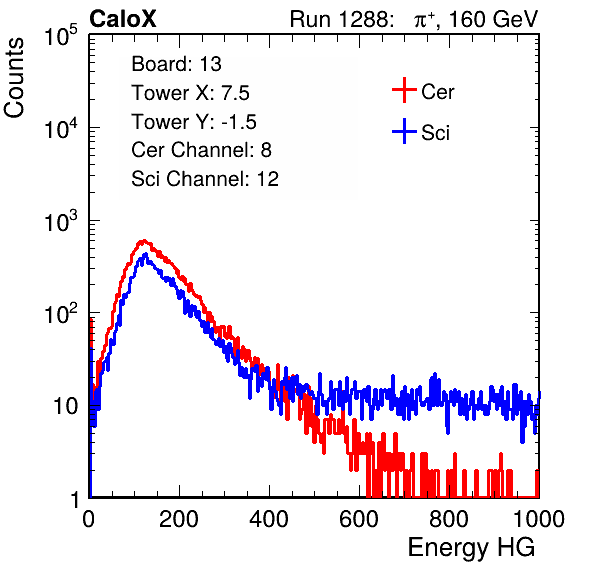 CaloX Run 1288: π⁺, 160 GeV
Counts
10⁵
10⁴
10³
10²
10
1
Board: 13
Tower X: 7.5
Tower Y: -1.5
Cer Channel: 8
Sci Channel: 12
Cer
Sci
0 200 400 600 800 1000
Energy HG